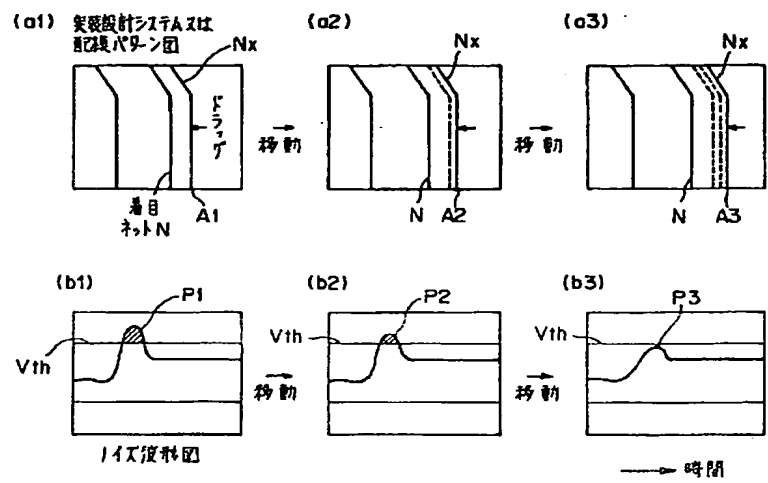 (a1) 実装設計システム又は
配線パターン図
Nx
ドラッグ
着目
ネットN
A1
移動
(a2)
Nx
N
A2
移動
(a3)
Nx
N
A3
(b1)
P1
Vth
ノイズ波形図
移動
(b2)
P2
Vth
移動
(b3)
P3
Vth
時間